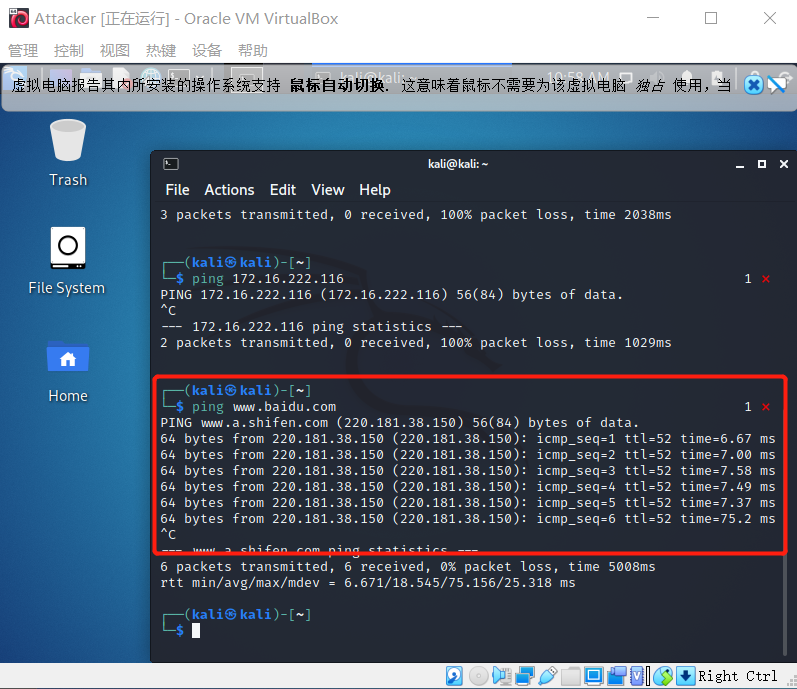 Attacker [正在运行] - Oracle VM VirtualBox
管理 控制 视图 热键 设备 帮助
虚拟电脑报告其内所安装的操作系统支持 鼠标自动切换. 这意味着鼠标不需要为该虚拟电脑 独占 使用，当
Trash
File System
Home
kali@kali: ~
File Actions Edit View Help
3 packets transmitted, 0 received, 100% packet loss, time 2038ms
┌──(kali㉿kali)-[~]
└─$ ping 172.16.222.116 1 ⨯
PING 172.16.222.116 (172.16.222.116) 56(84) bytes of data.
^C
--- 172.16.222.116 ping statistics ---
2 packets transmitted, 0 received, 100% packet loss, time 1029ms
┌──(kali㉿kali)-[~]
└─$ ping www.baidu.com 1 ⨯
PING www.a.shifen.com (220.181.38.150) 56(84) bytes of data.
64 bytes from 220.181.38.150 (220.181.38.150): icmp_seq=1 ttl=52 time=6.67 ms
64 bytes from 220.181.38.150 (220.181.38.150): icmp_seq=2 ttl=52 time=7.00 ms
64 bytes from 220.181.38.150 (220.181.38.150): icmp_seq=3 ttl=52 time=7.58 ms
64 bytes from 220.181.38.150 (220.181.38.150): icmp_seq=4 ttl=52 time=7.49 ms
64 bytes from 220.181.38.150 (220.181.38.150): icmp_seq=5 ttl=52 time=7.37 ms
64 bytes from 220.181.38.150 (220.181.38.150): icmp_seq=6 ttl=52 time=75.2 ms
^C
--- www.a.shifen.com ping statistics ---
6 packets transmitted, 6 received, 0% packet loss, time 5008ms
rtt min/avg/max/mdev = 6.671/18.545/75.156/25.318 ms
┌──(kali㉿kali)-[~]
└─$
Right Ctrl